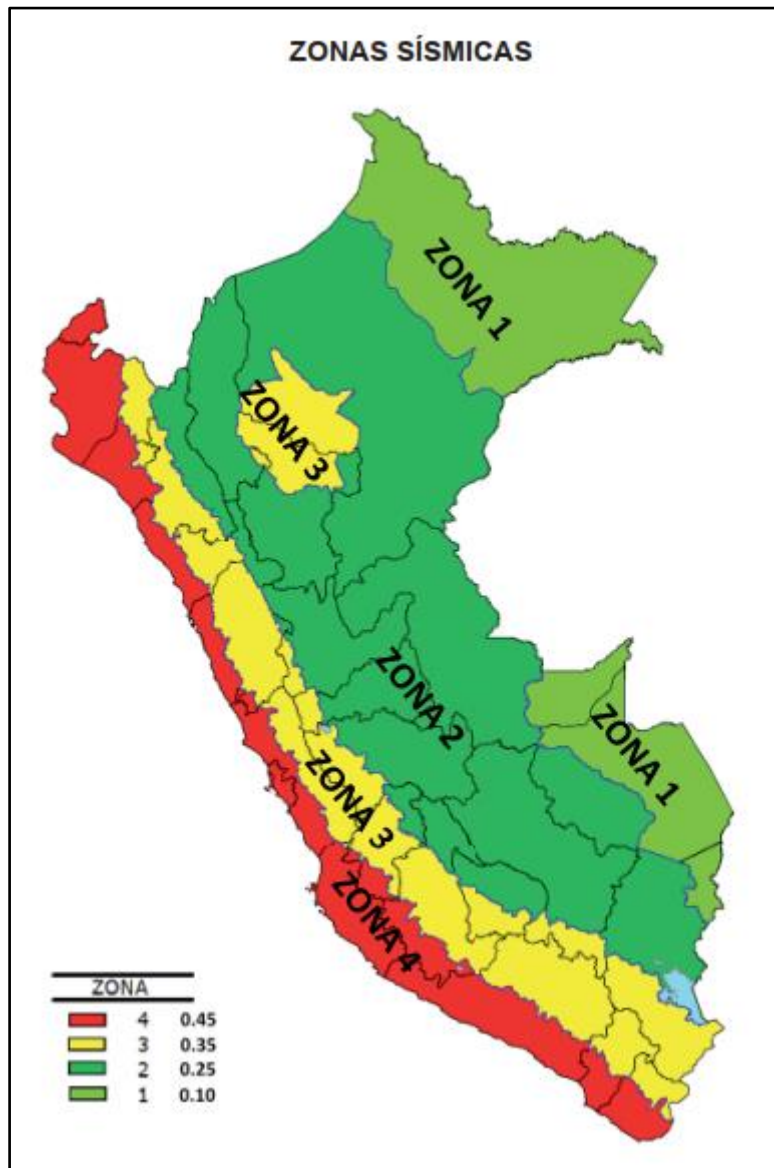 ZONAS SÍSMICAS
ZONA 1
ZONA 3
ZONA 2
ZONA 1
ZONA 3
ZONA 4
ZONA
4 0.45
3 0.35
2 0.25
1 0.10